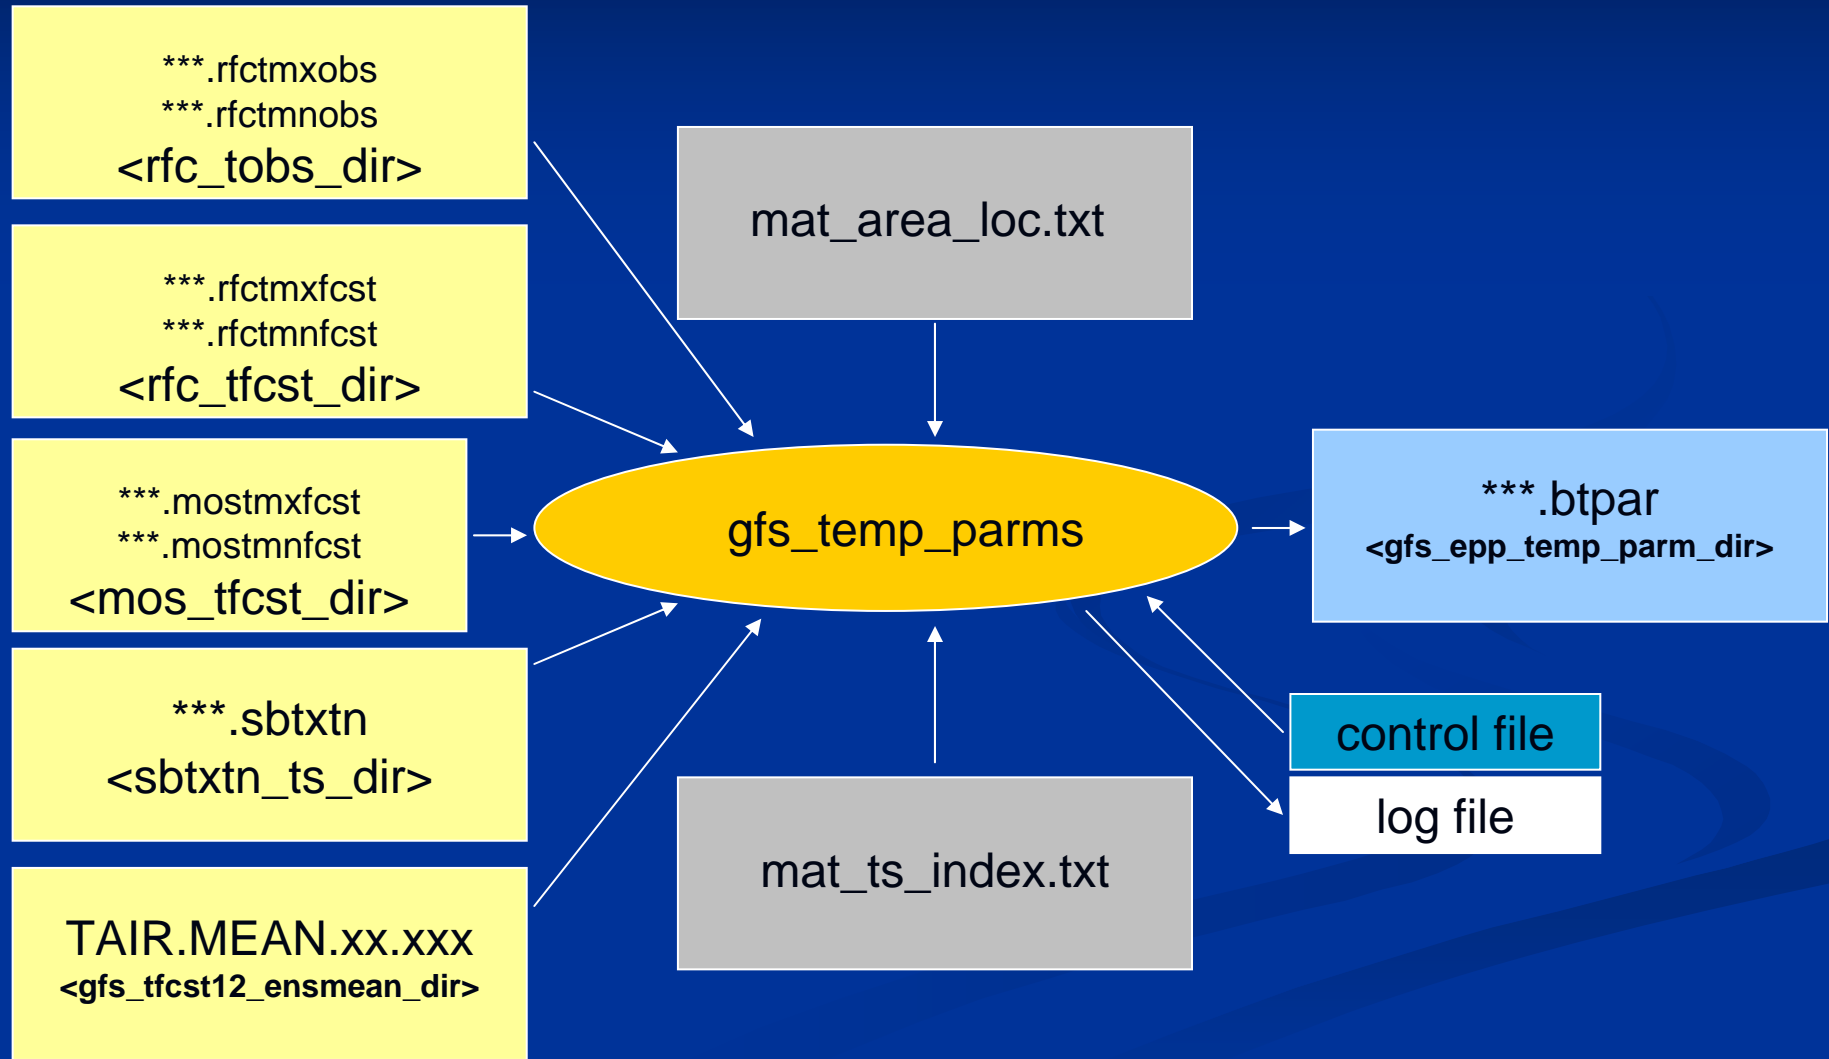 ***.rfctmxobs
***.rfctmnobs
<rfc_tobs_dir>
***.rfctmxfcst
***.rfctmnfcst
<rfc_tfcst_dir>
***.mostmxfcst
***.mostmnfcst
<mos_tfcst_dir>
***.sbtxtn
<sbtxtn_ts_dir>
TAIR.MEAN.xx.xxx
<gfs_tfcst12_ensmean_dir>
mat_area_loc.txt
gfs_temp_parms
mat_ts_index.txt
***.btpar
<gfs_epp_temp_parm_dir>
control file
log file